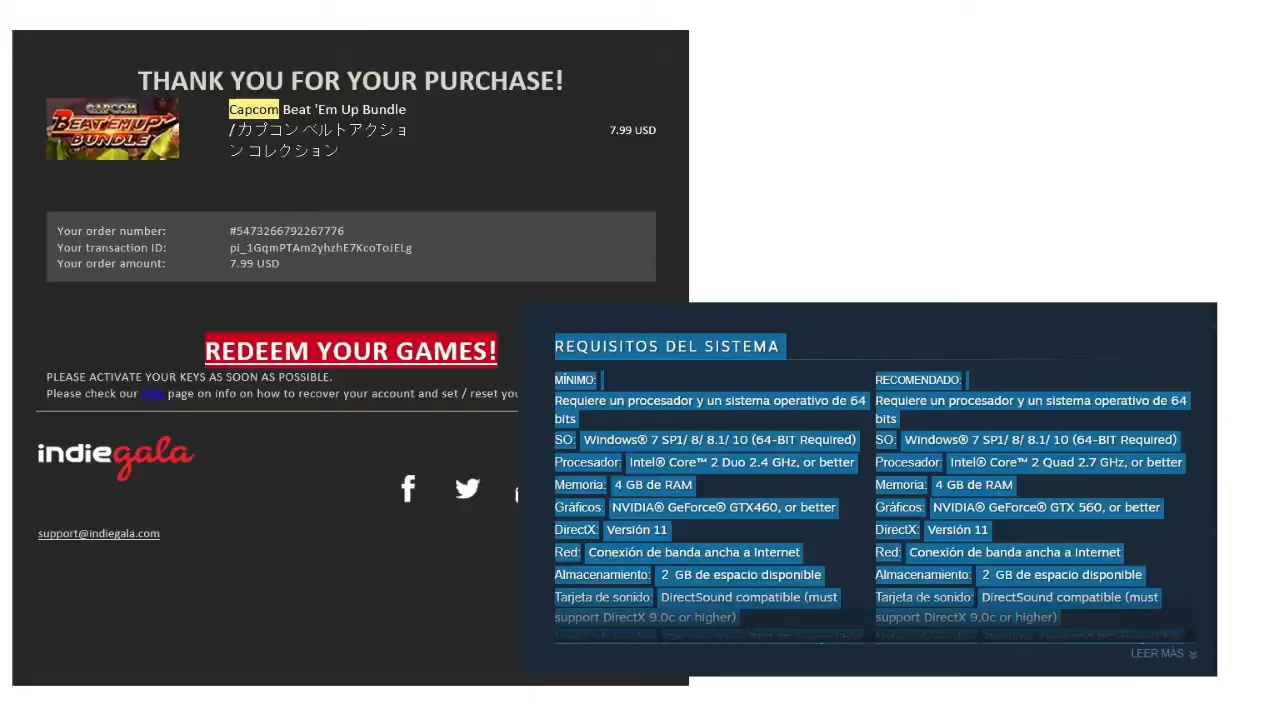 THANK YOU FOR YOUR PURCHASE!
CAPCOM
BEAT 'EM UP
BUNDLE
Capcom Beat 'Em Up Bundle
/カプコン ベルトアクショ
ン コレクション
7.99 USD
Your order number: #5473266792267776
Your transaction ID: pi_1GqmPTAm2yhzhE7KcoToJELg
Your order amount: 7.99 USD
REDEEM YOUR GAMES!
PLEASE ACTIVATE YOUR KEYS AS SOON AS POSSIBLE.
Please check our page on info on how to recover your account and set / reset you
indiegala
support@indiegala.com
REQUISITOS DEL SISTEMA
MÍNIMO:
Requiere un procesador y un sistema operativo de 64
bits
SO: Windows® 7 SP1/ 8/ 8.1/ 10 (64-BIT Required)
Procesador: Intel® Core™ 2 Duo 2.4 GHz, or better
Memoria: 4 GB de RAM
Gráficos: NVIDIA® GeForce® GTX460, or better
DirectX: Versión 11
Red: Conexión de banda ancha a Internet
Almacenamiento: 2 GB de espacio disponible
Tarjeta de sonido: DirectSound compatible (must
support DirectX 9.0c or higher)
RECOMENDADO:
Requiere un procesador y un sistema operativo de 64
bits
SO: Windows® 7 SP1/ 8/ 8.1/ 10 (64-BIT Required)
Procesador: Intel® Core™ 2 Quad 2.7 GHz, or better
Memoria: 4 GB de RAM
Gráficos: NVIDIA® GeForce® GTX 560, or better
DirectX: Versión 11
Red: Conexión de banda ancha a Internet
Almacenamiento: 2 GB de espacio disponible
Tarjeta de sonido: DirectSound compatible (must
support DirectX 9.0c or higher)
LEER MÁS